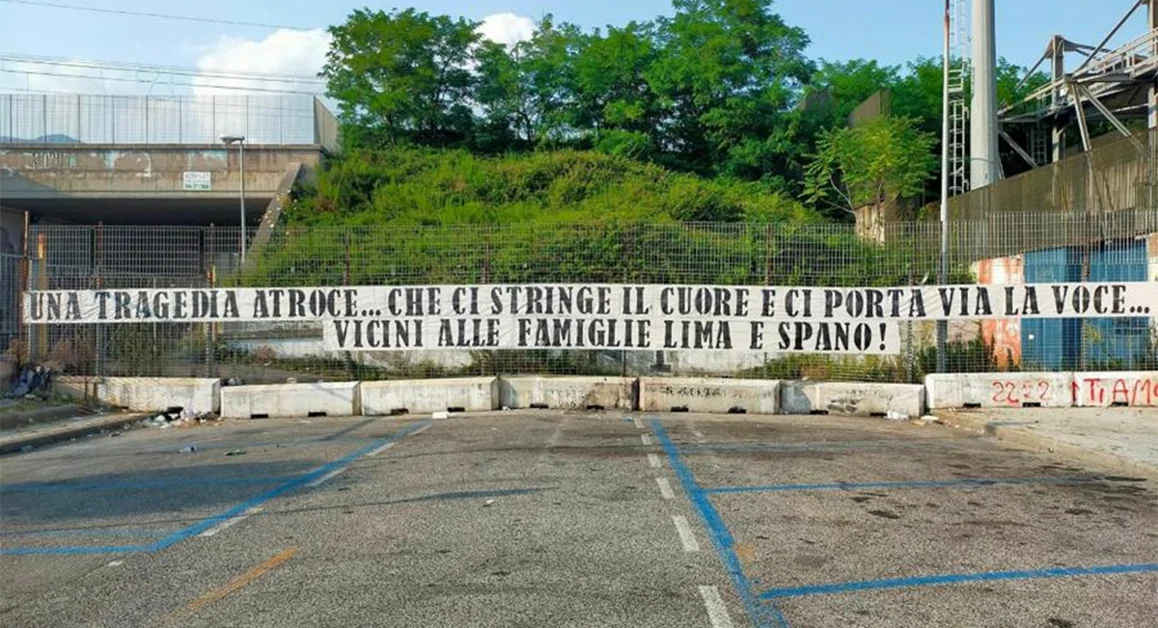 UNA TRAGEDIA ATROCE... CHE CI STRINGE IL CUORE E CI PORTA VIA LA VOCE...
VICINI ALLE FAMIGLIE LIMA E SPANO!